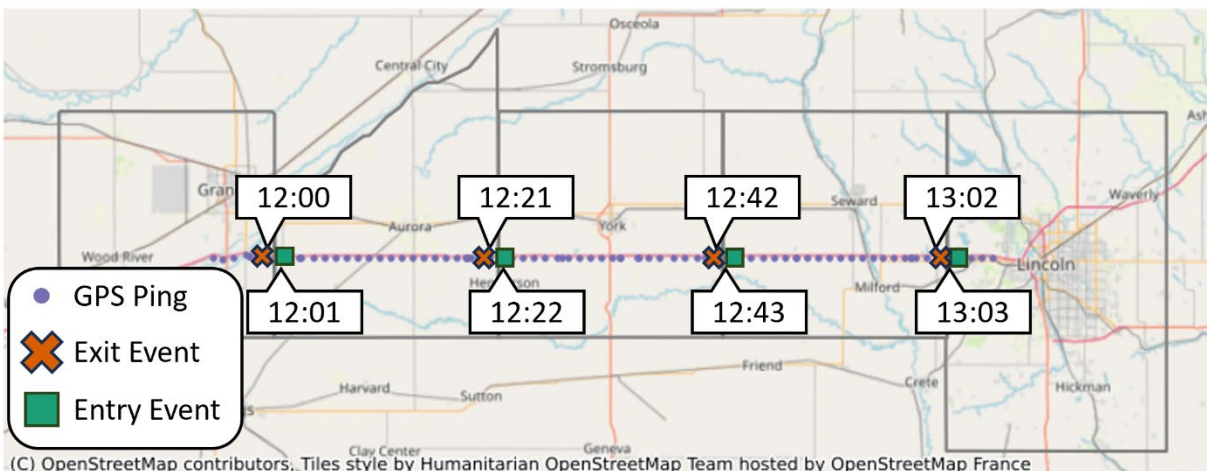 Osceola
Central City
Stromsburg
Ash
Gran
12:00
12:21
12:42
13:02
Waverly
Seward
Aurora
York
Wood River
Lincoln
Henderson
Milford
GPS Ping
12:01
12:22
12:43
13:03
Exit Event
Friend
Harvard
Sutton
Crete
Hickman
Entry Event
Clay Center
Geneva
(C) OpenStreetMap contributors, Tiles style by Humanitarian OpenStreetMap Team hosted by OpenStreetMap France